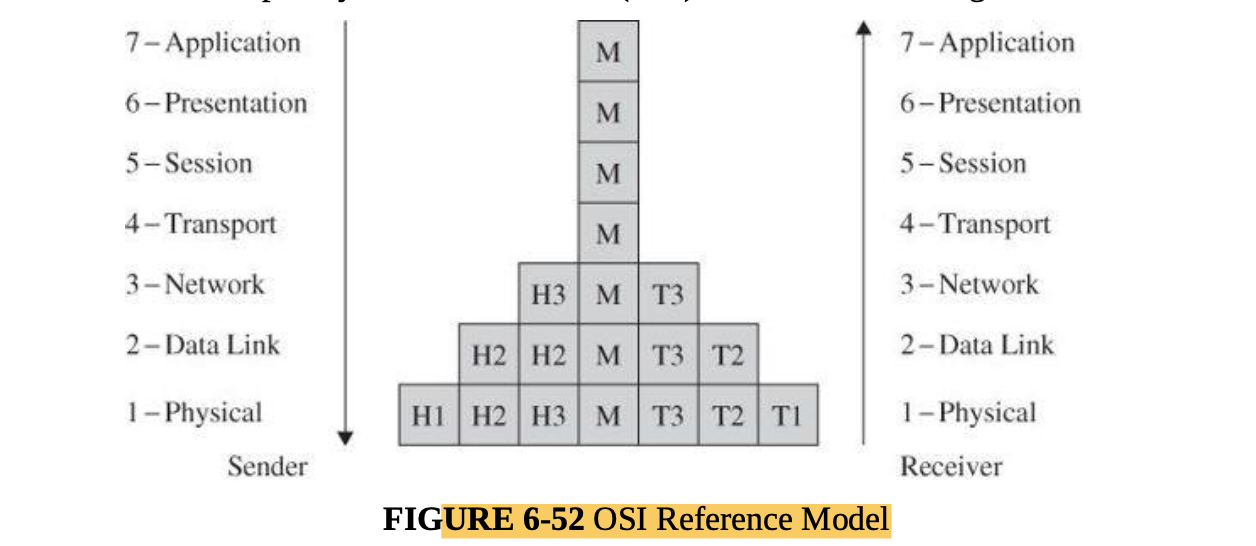 7–Application M 7–Application
6–Presentation M 6–Presentation
5–Session M 5–Session
4–Transport M 4–Transport
3–Network H3 M T3 3–Network
2–Data Link H2 H2 M T3 T2 2–Data Link
1–Physical H1 H2 H3 M T3 T2 T1 1–Physical
Sender Receiver
FIGURE 6-52 OSI Reference Model